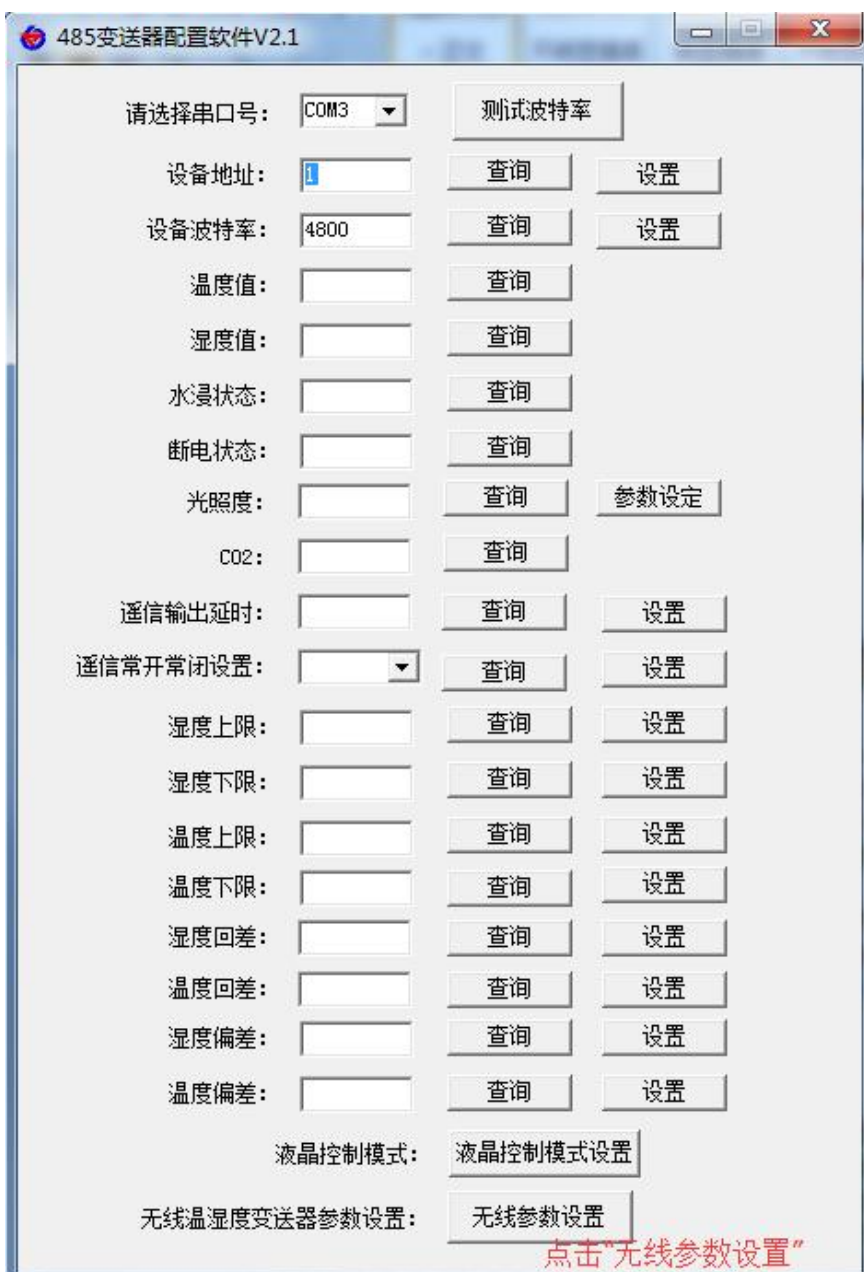 485变送器配置软件V2.1
请选择串口号： COM3 测试波特率
设备地址： 1 查询 设置
设备波特率： 4800 查询 设置
温度值： 查询
湿度值： 查询
水浸状态： 查询
断电状态： 查询
光照度： 查询 参数设定
CO2： 查询
遥信输出延时： 查询 设置
遥信常开常闭设置： 查询 设置
湿度上限： 查询 设置
湿度下限： 查询 设置
温度上限： 查询 设置
温度下限： 查询 设置
湿度回差： 查询 设置
温度回差： 查询 设置
湿度偏差： 查询 设置
温度偏差： 查询 设置
液晶控制模式： 液晶控制模式设置
无线温湿度变送器参数设置： 无线参数设置
点击“无线参数设置”